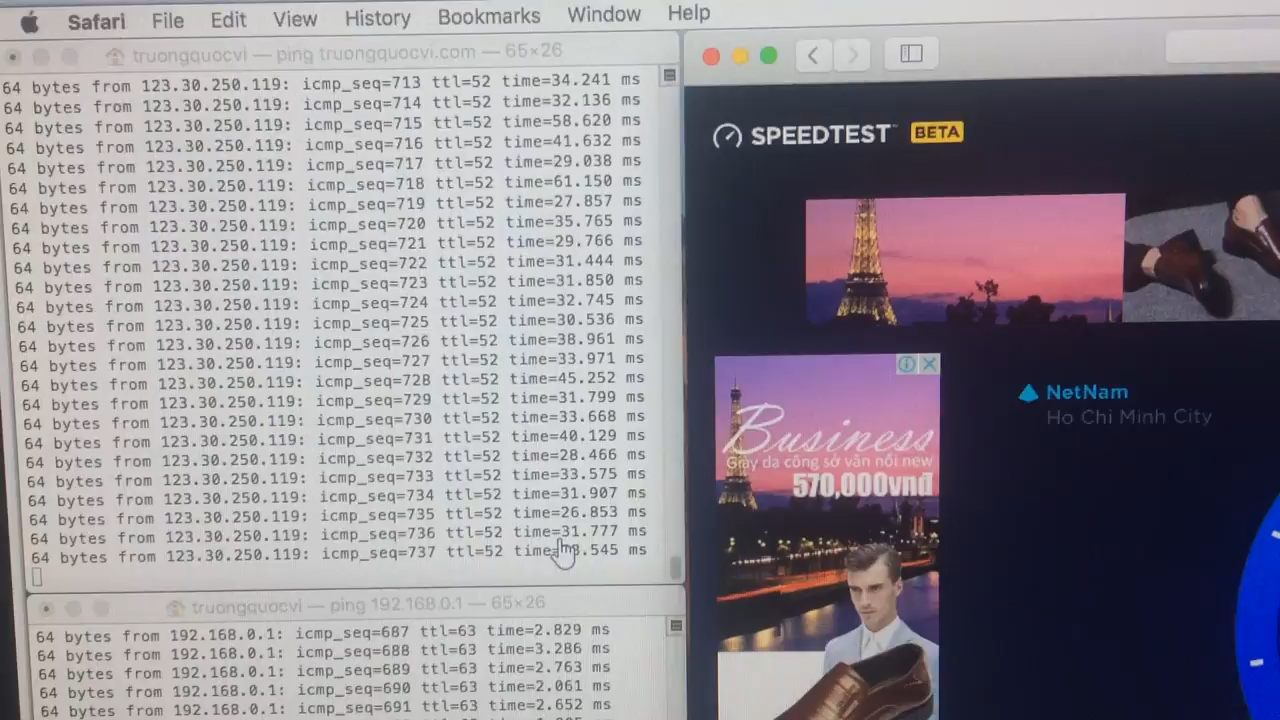 Safari File Edit View History Bookmarks Window Help
truongquocvi — ping truongquocvi.com — 65×26
64 bytes from 123.30.250.119: icmp_seq=713 ttl=52 time=34.241 ms
64 bytes from 123.30.250.119: icmp_seq=714 ttl=52 time=32.136 ms
64 bytes from 123.30.250.119: icmp_seq=715 ttl=52 time=58.620 ms
64 bytes from 123.30.250.119: icmp_seq=716 ttl=52 time=41.632 ms
64 bytes from 123.30.250.119: icmp_seq=717 ttl=52 time=29.038 ms
64 bytes from 123.30.250.119: icmp_seq=718 ttl=52 time=61.150 ms
64 bytes from 123.30.250.119: icmp_seq=719 ttl=52 time=27.857 ms
64 bytes from 123.30.250.119: icmp_seq=720 ttl=52 time=35.765 ms
64 bytes from 123.30.250.119: icmp_seq=721 ttl=52 time=29.766 ms
64 bytes from 123.30.250.119: icmp_seq=722 ttl=52 time=31.444 ms
64 bytes from 123.30.250.119: icmp_seq=723 ttl=52 time=31.850 ms
64 bytes from 123.30.250.119: icmp_seq=724 ttl=52 time=32.745 ms
64 bytes from 123.30.250.119: icmp_seq=725 ttl=52 time=30.536 ms
64 bytes from 123.30.250.119: icmp_seq=726 ttl=52 time=38.961 ms
64 bytes from 123.30.250.119: icmp_seq=727 ttl=52 time=33.971 ms
64 bytes from 123.30.250.119: icmp_seq=728 ttl=52 time=45.252 ms
64 bytes from 123.30.250.119: icmp_seq=729 ttl=52 time=31.799 ms
64 bytes from 123.30.250.119: icmp_seq=730 ttl=52 time=33.668 ms
64 bytes from 123.30.250.119: icmp_seq=731 ttl=52 time=40.129 ms
64 bytes from 123.30.250.119: icmp_seq=732 ttl=52 time=28.466 ms
64 bytes from 123.30.250.119: icmp_seq=733 ttl=52 time=33.575 ms
64 bytes from 123.30.250.119: icmp_seq=734 ttl=52 time=31.907 ms
64 bytes from 123.30.250.119: icmp_seq=735 ttl=52 time=26.853 ms
64 bytes from 123.30.250.119: icmp_seq=736 ttl=52 time=31.777 ms
64 bytes from 123.30.250.119: icmp_seq=737 ttl=52 ms
truongquocvi — ping 192.168.0.1 — 65×26
64 bytes from 192.168.0.1: icmp_seq=687 ttl=63 time=2.829 ms
64 bytes from 192.168.0.1: icmp_seq=688 ttl=63 time=3.286 ms
64 bytes from 192.168.0.1: icmp_seq=689 ttl=63 time=2.763 ms
64 bytes from 192.168.0.1: icmp_seq=690 ttl=63 time=2.061 ms
64 bytes from 192.168.0.1: icmp_seq=691 ttl=63 time=2.652 ms
SPEEDTEST BETA
Business
Giày da công sở vân nổi new
570,000vnđ
NetNam
Ho Chi Minh City